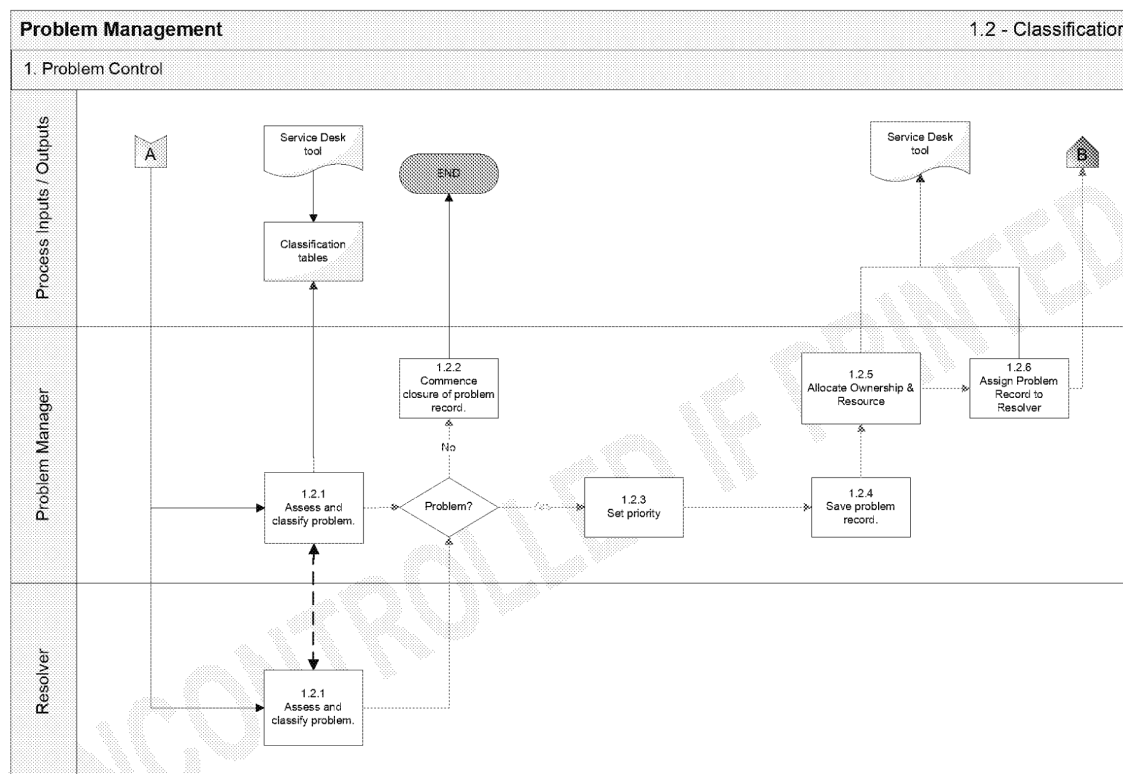 Problem Management
1.2 - Classification
1. Problem Control
Process Inputs / Outputs
A
Service Desk
tool
END
Classification
tables
Service Desk
tool
B
Problem Manager
1.2.2
Commence
closure of problem
record.
No
1.2.1
Assess and
classify problem.
Problem?
Yes
1.2.3
Set priority
1.2.4
Save problem
record.
1.2.5
Allocate Ownership &
Resource
1.2.6
Assign Problem
Record to
Resolver
Resolver
1.2.1
Assess and
classify problem.
UNCONTROLLED IF PRINTED